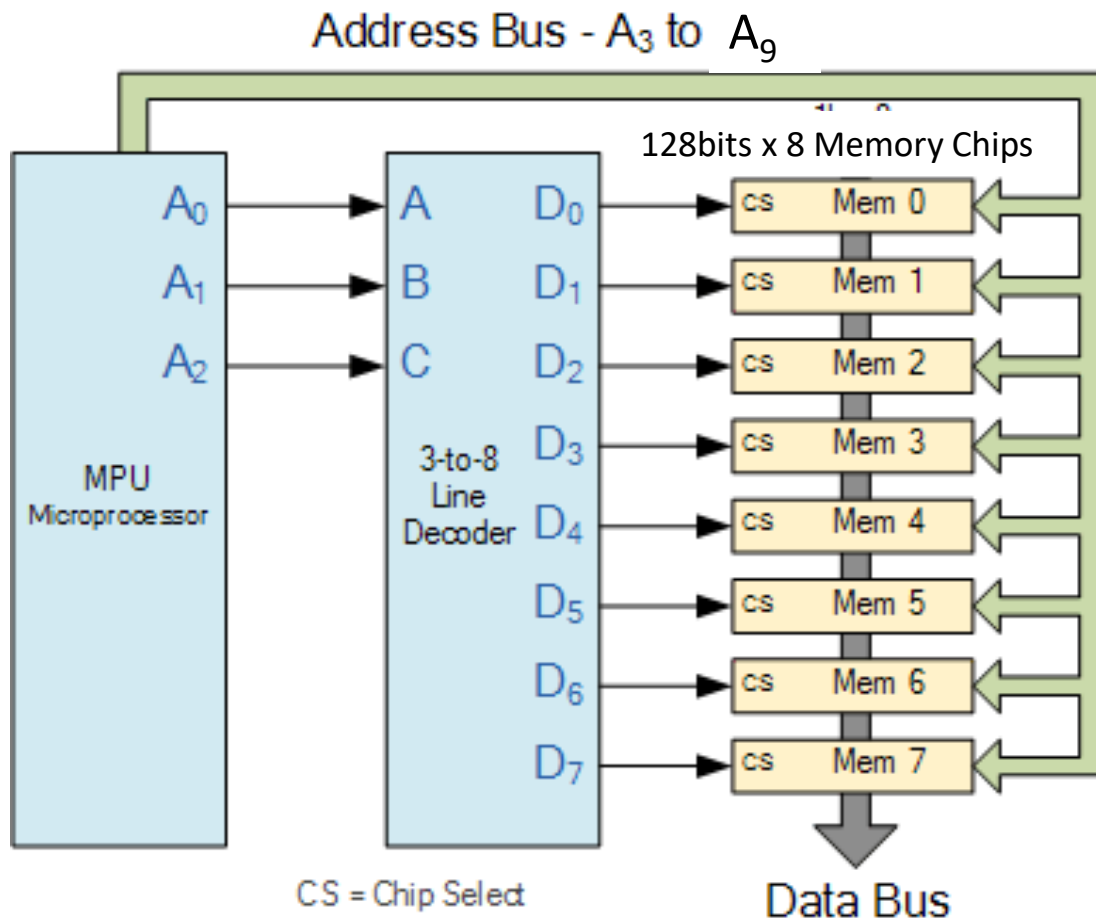 Address Bus - A₃ to A₉
128bits x 8 Memory Chips
A₀ A D₀ cs Mem 0
A₁ B D₁ cs Mem 1
A₂ C D₂ cs Mem 2
D₃ cs Mem 3
3-to-8
Line
Decoder
MPU
Microprocessor
D₄ cs Mem 4
D₅ cs Mem 5
D₆ cs Mem 6
D₇ cs Mem 7
CS = Chip Select
Data Bus